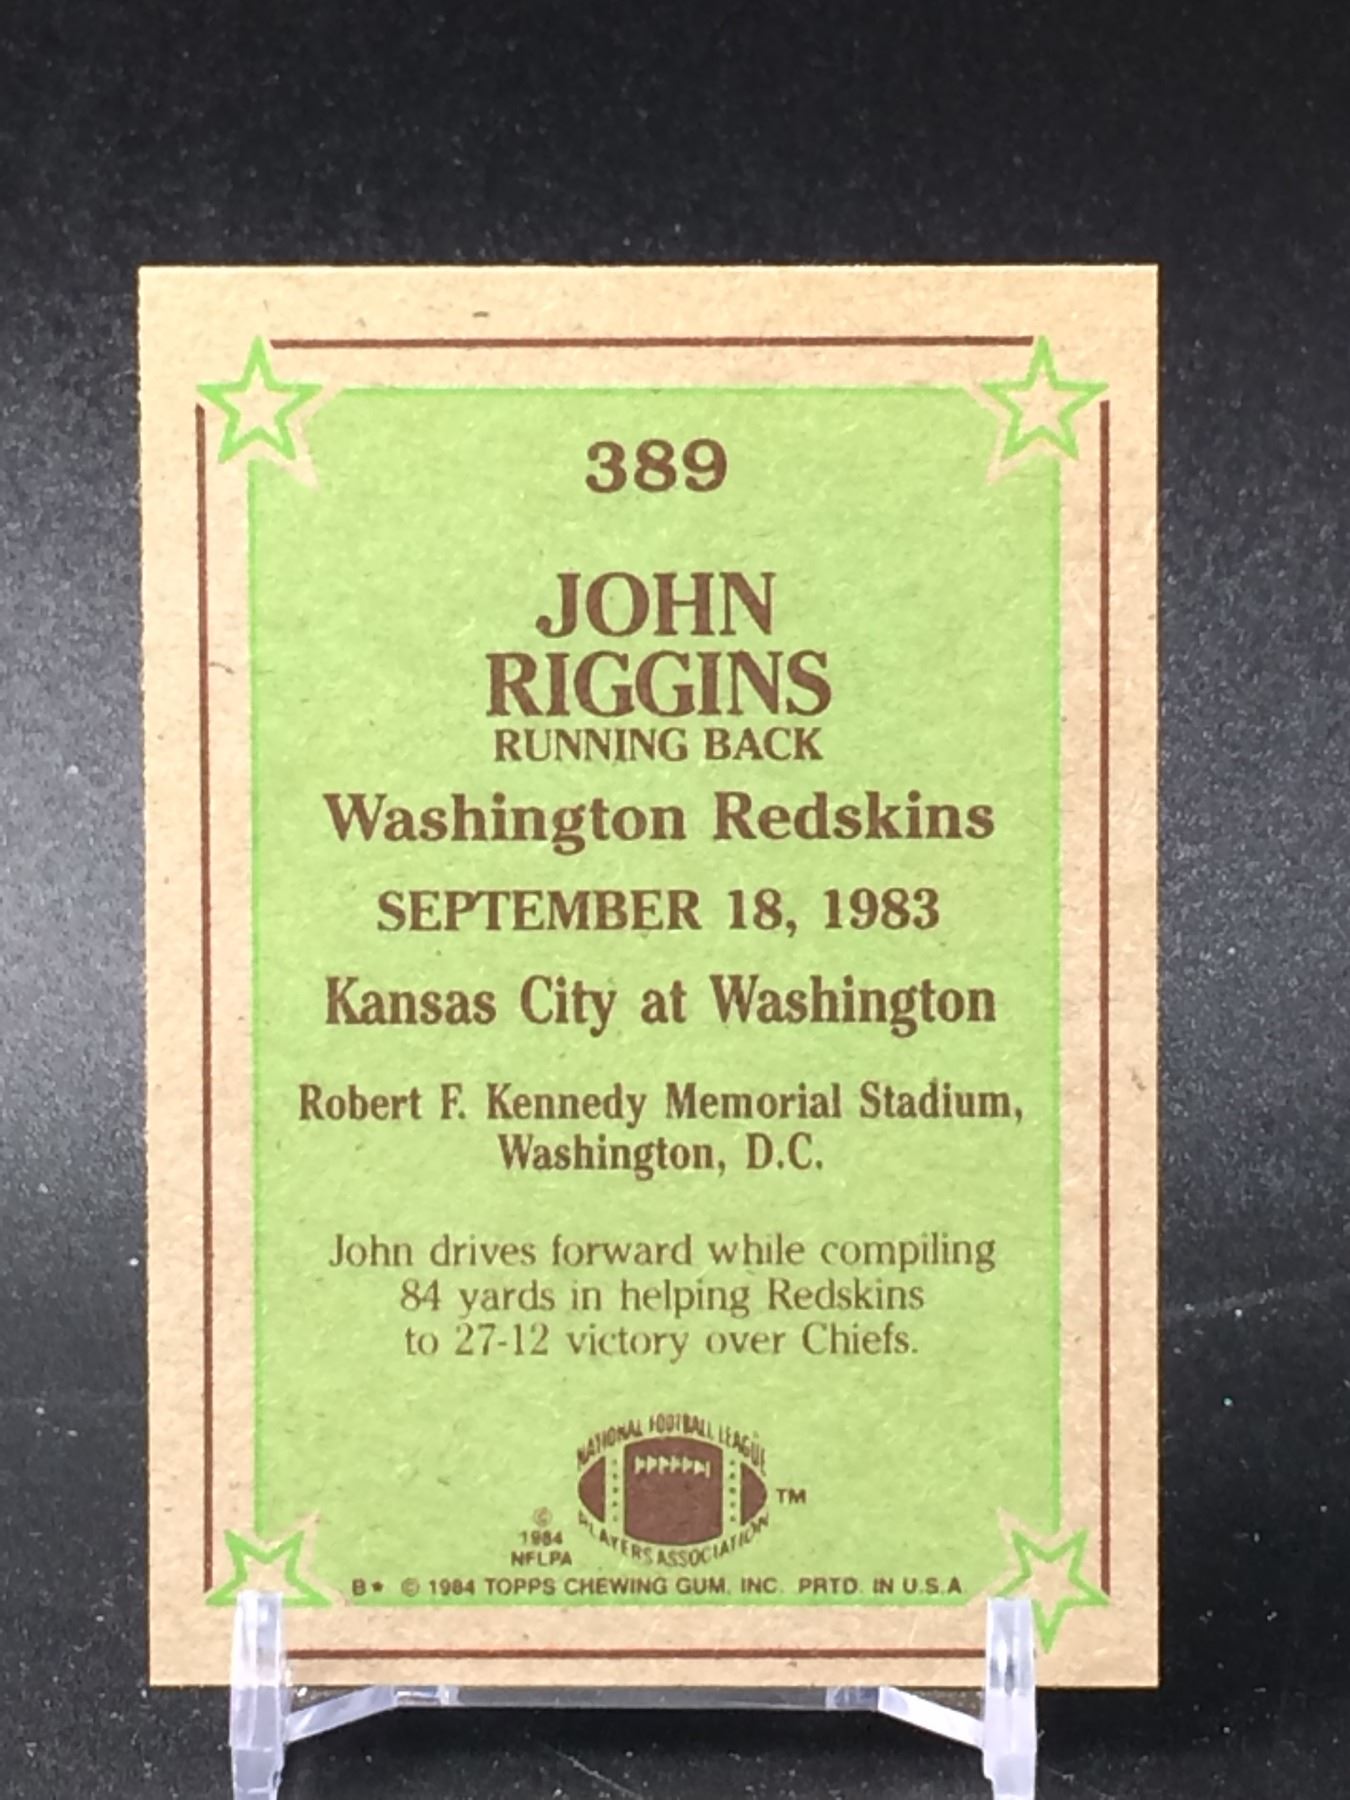 389
JOHN
RIGGINS
RUNNING BACK
Washington Redskins
SEPTEMBER 18, 1983
Kansas City at Washington
Robert F. Kennedy Memorial Stadium,
Washington, D.C.
John drives forward while compiling
84 yards in helping Redskins
to 27-12 victory over Chiefs.
NATIONAL FOOTBALL LEAGUE
PLAYERS ASSOCIATION
TM
©
1984
NFLPA
B* © 1984 TOPPS CHEWING GUM, INC. PRTD. IN U.S.A.